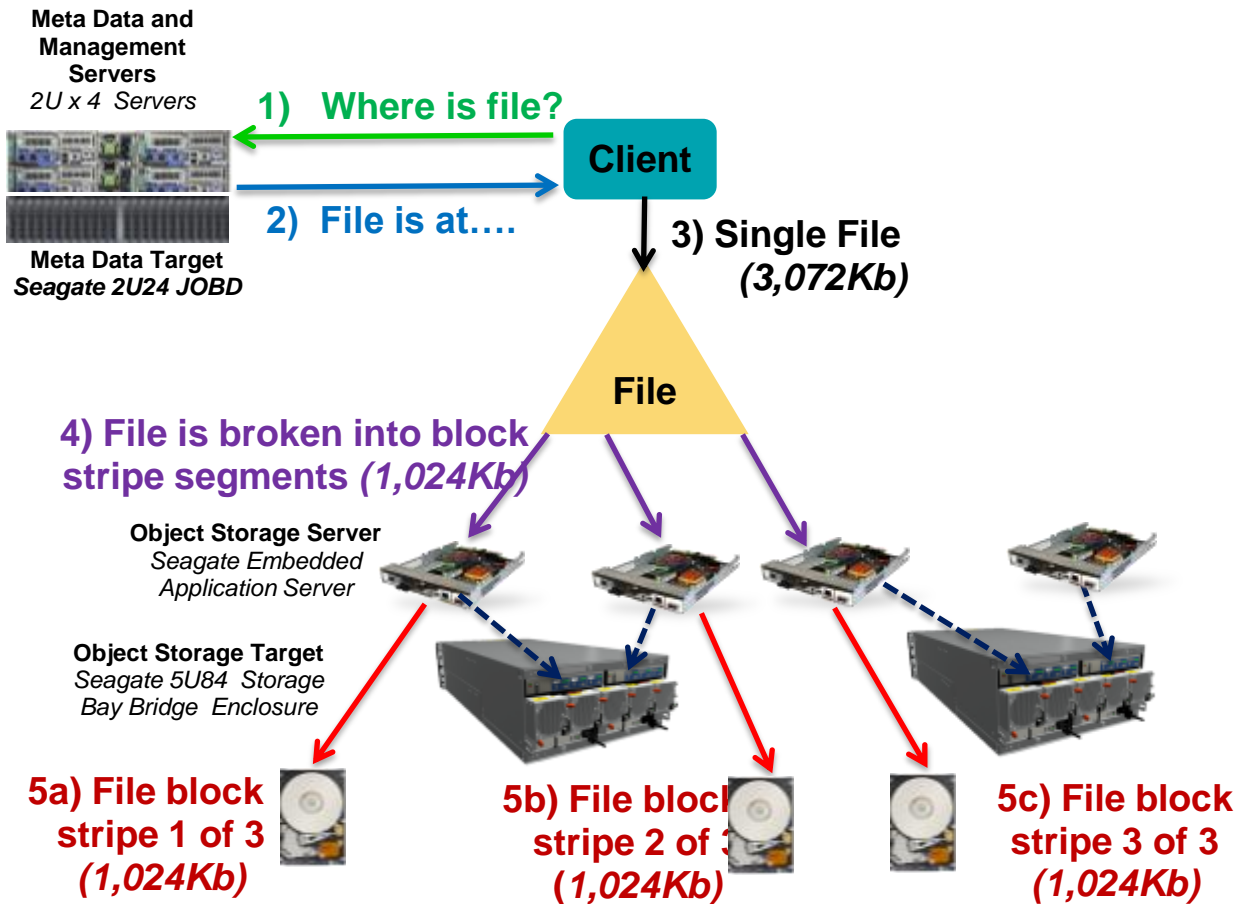 Meta Data and
Management
Servers
2U x 4 Servers
1) Where is file?
Client
2) File is at....
Meta Data Target
Seagate 2U24 JOBD
3) Single File
(3,072Kb)
File
4) File is broken into block
stripe segments (1,024Kb)
Object Storage Server
Seagate Embedded
Application Server
Object Storage Target
Seagate 5U84 Storage
Bay Bridge Enclosure
5a) File block
stripe 1 of 3
(1,024Kb)
5b) File block
stripe 2 of 3
(1,024Kb)
5c) File block
stripe 3 of 3
(1,024Kb)